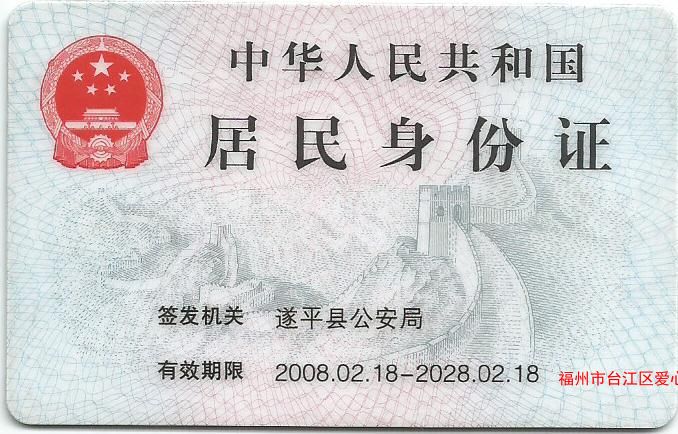 中华人民共和国
居民身份证
签发机关 遂平县公安局
有效期限 2008.02.18-2028.02.18
福州市台江区爱心